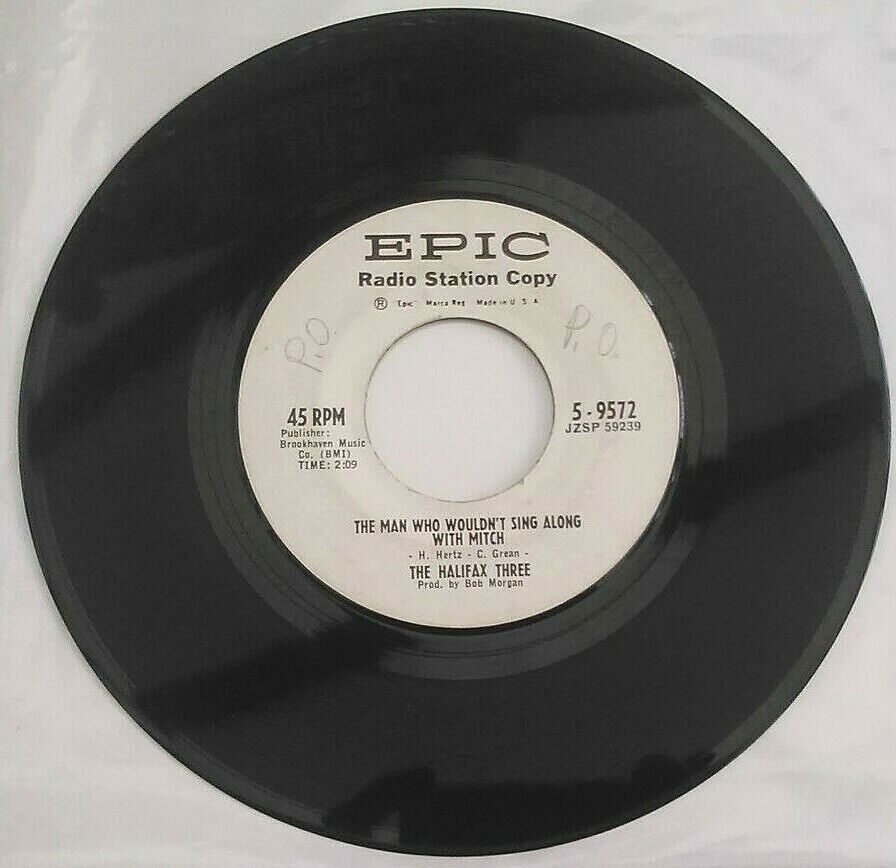 EPIC
Radio Station Copy
Ⓡ Epic Marca Reg Made in U S A
P.O.
P.O.
45 RPM
Publisher:
Brookhaven Music
Co. (BMI)
TIME: 2:09
5-9572
JZSP 59239
THE MAN WHO WOULDN'T SING ALONG
WITH MITCH
- H. Hertz - C. Grean -
THE HALIFAX THREE
Prod. by Bob Morgan